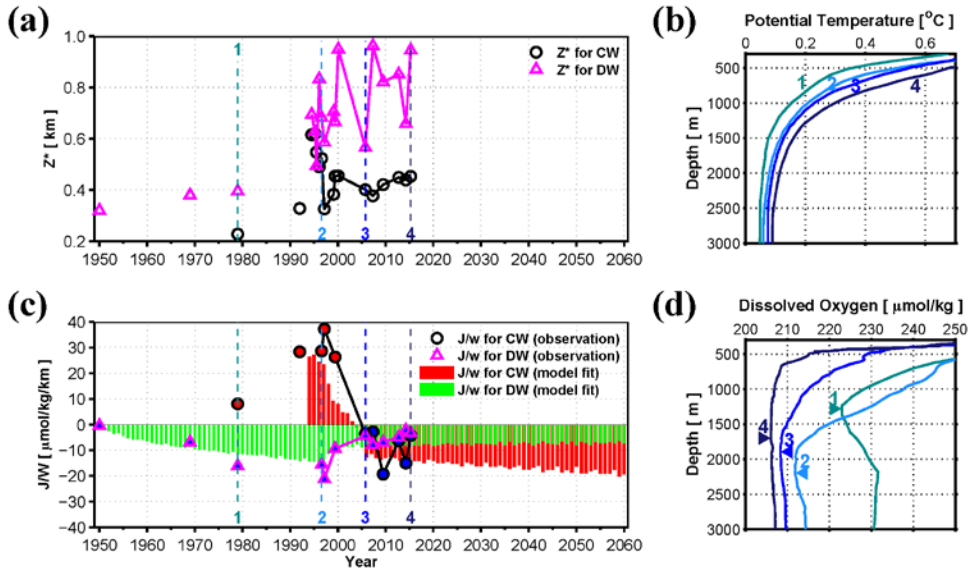 (a)
1.0
0.8
0.6
0.4
0.2
Z* [ km ]
1
2
3
4
Z* for CW
Z* for DW
1950 1960 1970 1980 1990 2000 2010 2020 2030 2040 2050 2060
(b)
Potential Temperature [ °C ]
0 0.2 0.4 0.6
500
1000
1500
2000
2500
3000
Depth [ m ]
1
2
3
4
(c)
40
30
20
10
0
−10
−20
−30
−40
J/W [ μmol/kg/km ]
J/w for CW (observation)
J/w for DW (observation)
J/w for CW (model fit)
J/w for DW (model fit)
1
2
3
4
1950 1960 1970 1980 1990 2000 2010 2020 2030 2040 2050 2060
Year
(d)
Dissolved Oxygen [ μmol/kg ]
200 210 220 230 240 250
500
1000
1500
2000
2500
3000
Depth [ m ]
1
4
3
2